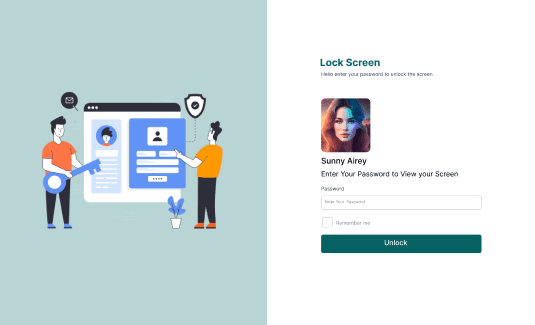 Lock Screen
Hello enter your password to unlock the screen
Sunny Airey
Enter Your Password to View your Screen
Password
Enter Your Password
Remember me
Unlock